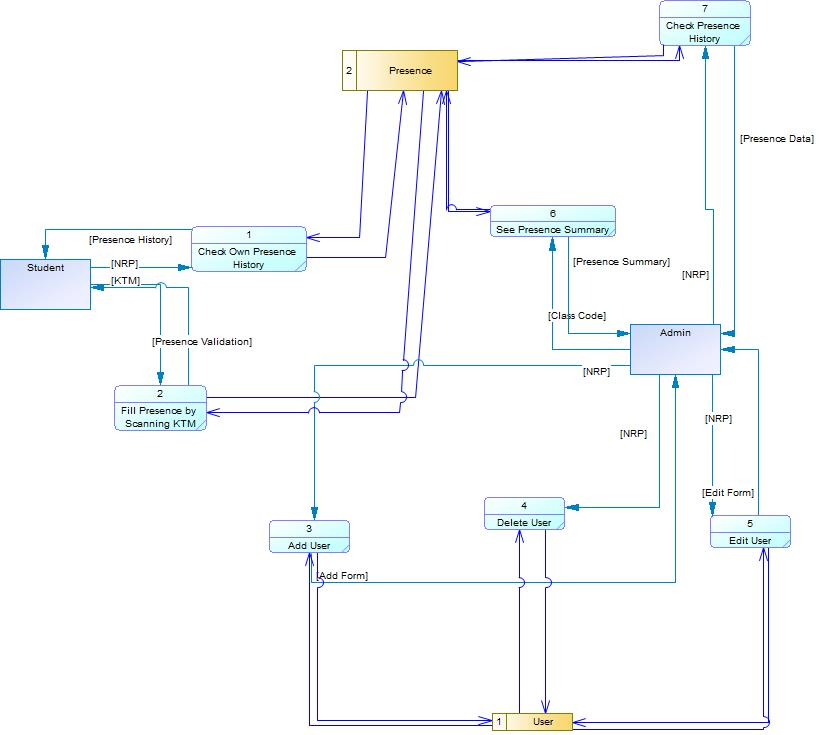 7
Check Presence
History
2
Presence
[Presence Data]
6
See Presence Summary
1
Check Own Presence
History
[Presence History]
Student
[NRP]
[KTM]
[Presence Summary]
[NRP]
[Class Code]
Admin
[Presence Validation]
[NRP]
2
Fill Presence by
Scanning KTM
[NRP]
[NRP]
[Edit Form]
4
Delete User
3
Add User
5
Edit User
[Add Form]
1
User